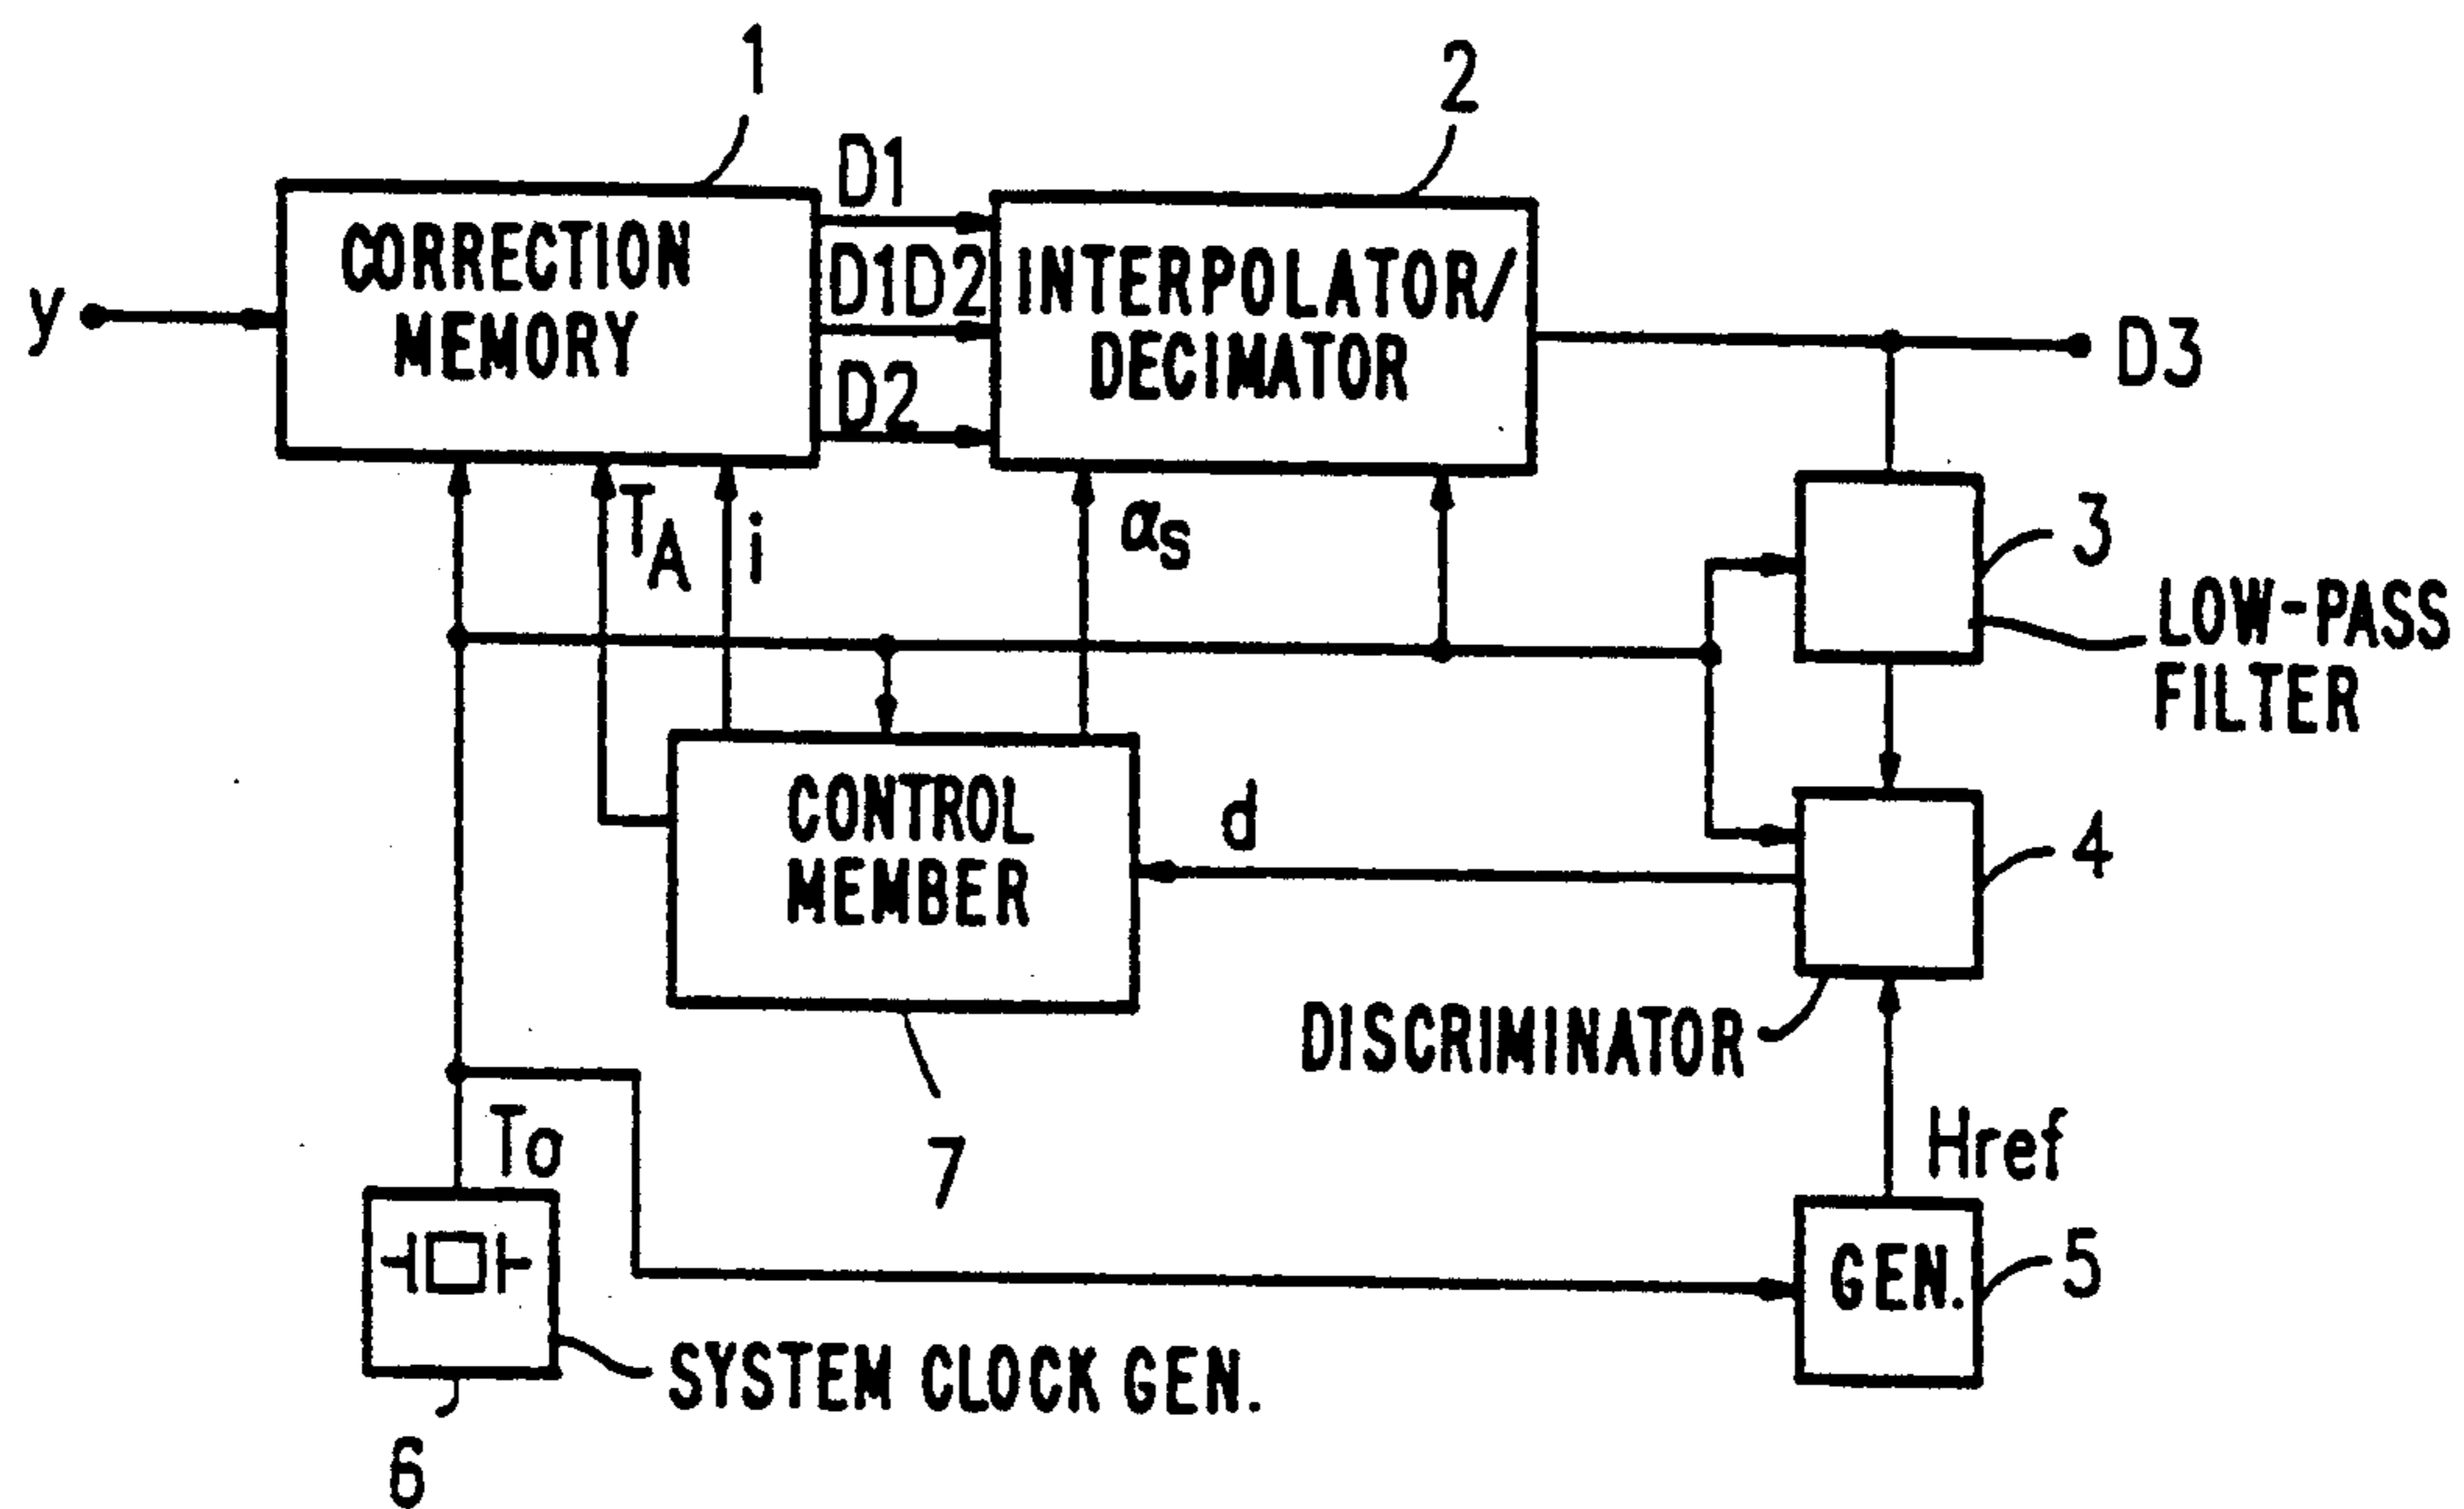 1
2
D1
CORRECTION
MEMORY
D1D2
INTERPOLATOR/
DECIMATOR
y
D3
D2
TA
i
αs
3
LOW-PASS
FILTER
CONTROL
MEMBER
d
4
DISCRIMINATOR
To
7
Href
GEN.
5
SYSTEM CLOCK GEN.
6